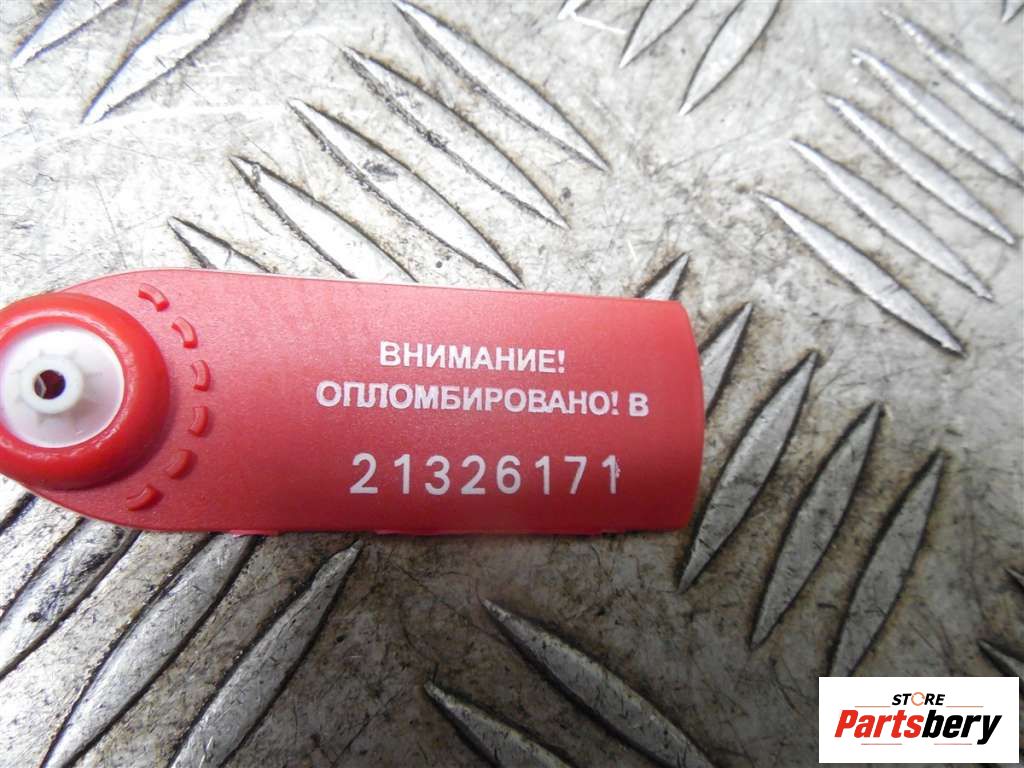 ВНИМАНИЕ!
ОПЛОМБИРОВАНО! В
21326171
STORE
Partsbery